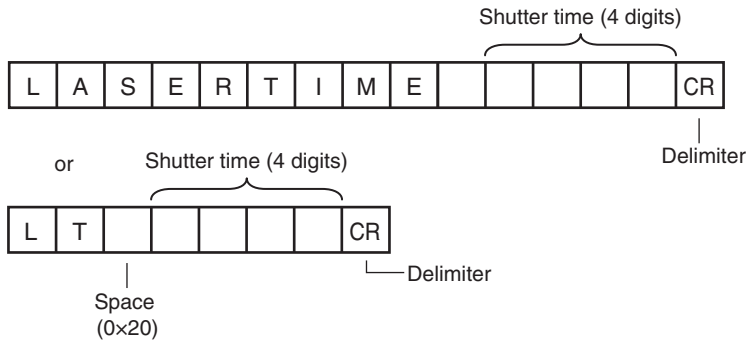 Shutter time (4 digits)
L A S E R T I M E CR
Delimiter
or
Shutter time (4 digits)
L T CR
Delimiter
Space
(0×20)